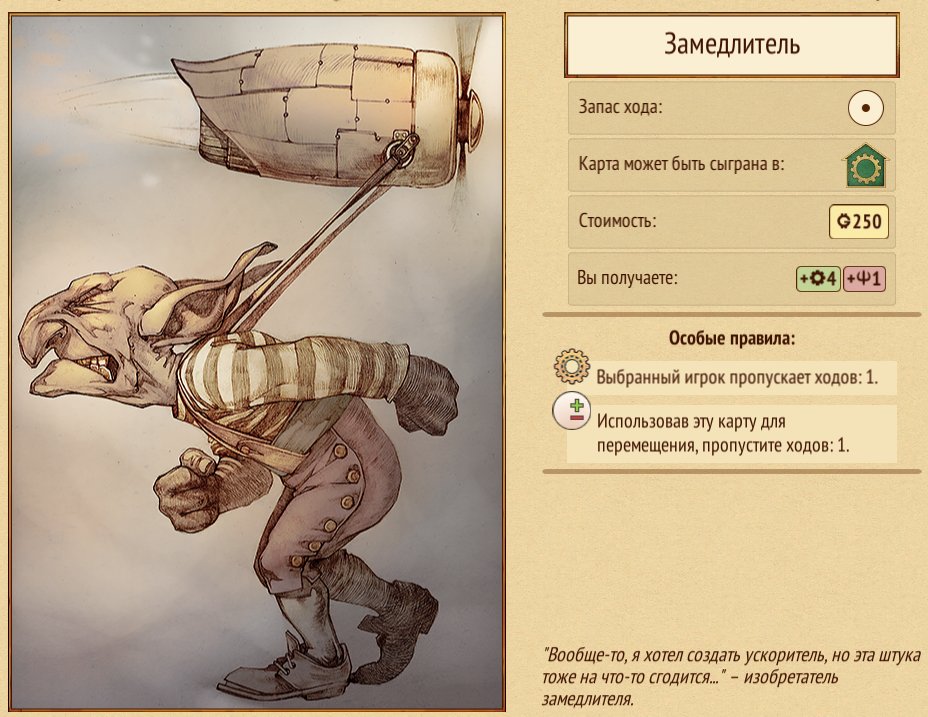 Замедлитель
Запас хода:
Карта может быть сыграна в:
Стоимость:
250
Вы получаете:
+4 +1
Особые правила:
Выбранный игрок пропускает ходов: 1.
Использовав эту карту для
перемещения, пропустите ходов: 1.
"Вообще-то, я хотел создать ускоритель, но эта штука
тоже на что-то сгодится..." – изобретатель
замедлителя.